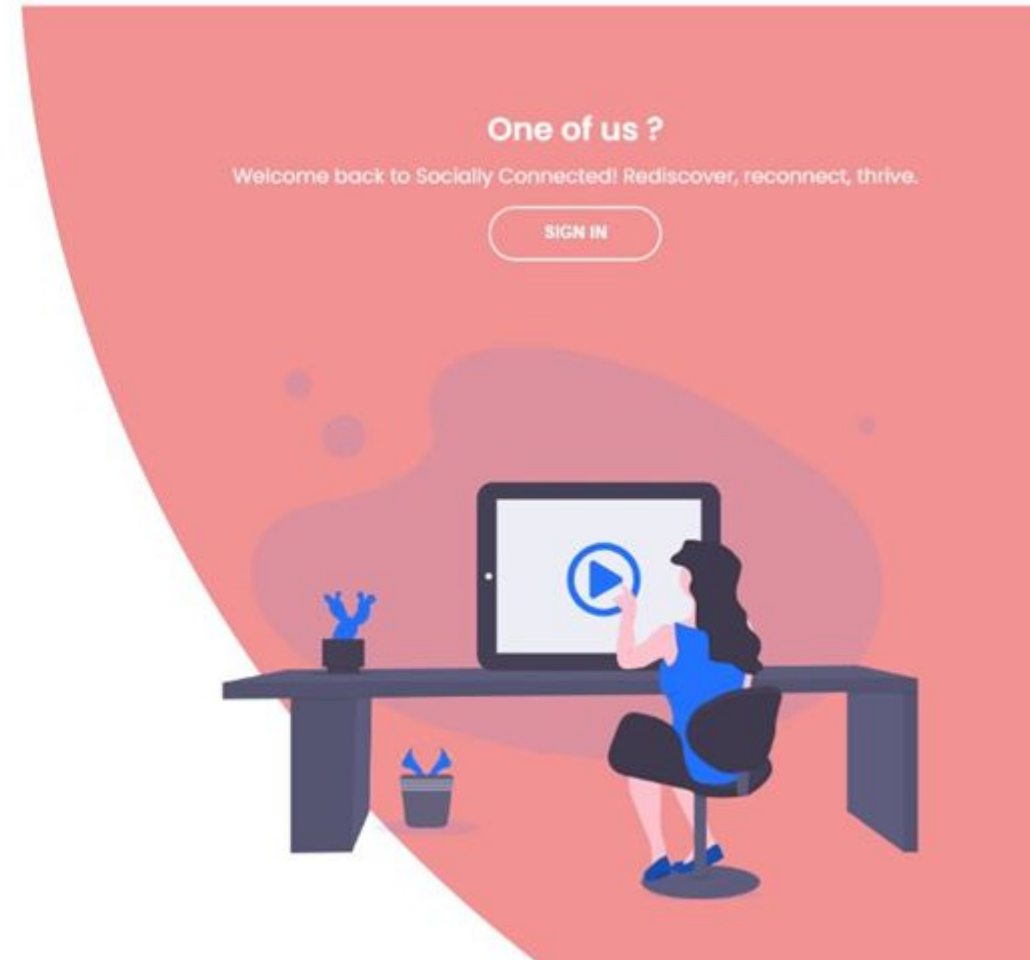 One of us ?
Welcome back to Socially Connected! Rediscover, reconnect, thrive.
SIGN IN